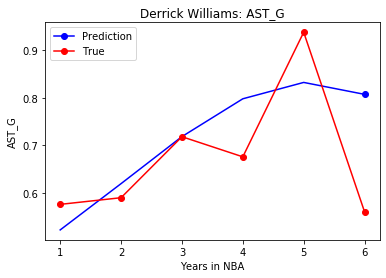 Derrick Williams: AST_G
Prediction
True
AST_G
0.9
0.8
0.7
0.6
1 2 3 4 5 6
Years in NBA